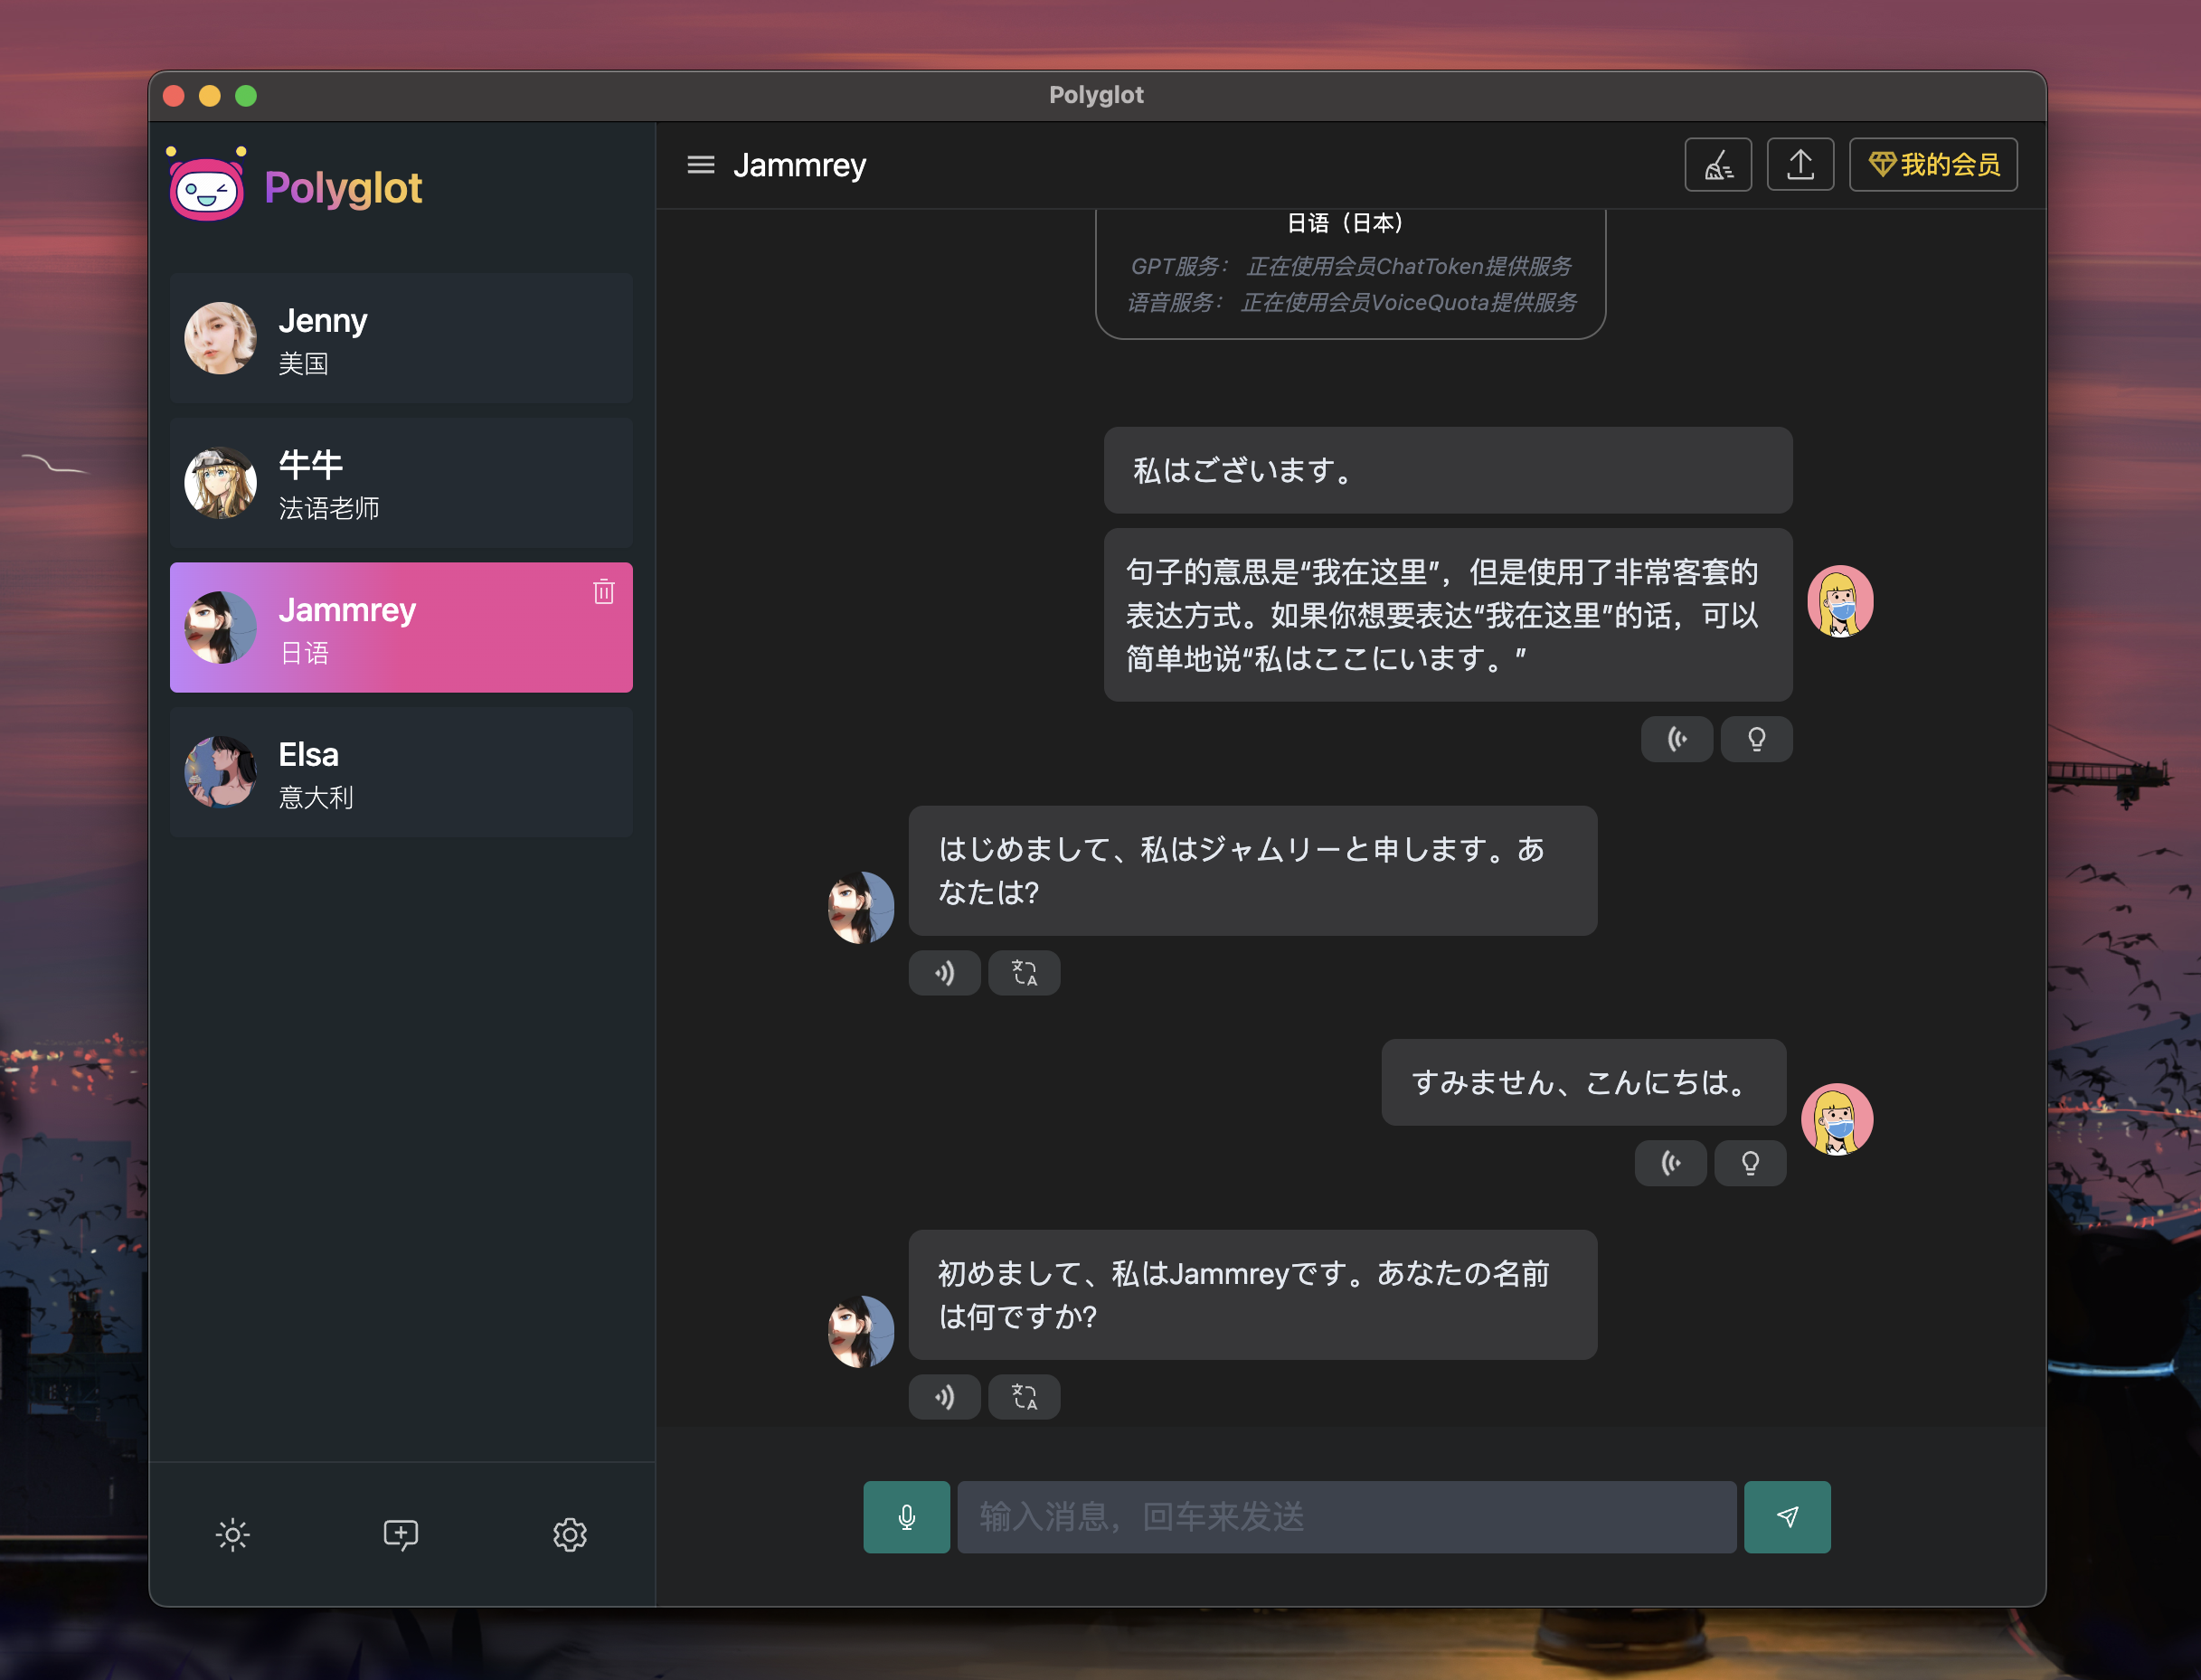 Polyglot
Polyglot
Jenny
美国
牛牛
法语老师
Jammrey
日语
Elsa
意大利
Jammrey
我的会员
日语（日本）
GPT服务： 正在使用会员ChatToken提供服务
语音服务： 正在使用会员VoiceQuota提供服务
私はございます。
句子的意思是“我在这里”，但是使用了非常客套的
表达方式。如果你想要表达“我在这里”的话，可以
简单地说“私はここにいます。”
はじめまして、私はジャムリーと申します。あ
なたは?
すみません、こんにちは。
初めまして、私はJammreyです。あなたの名前
は何ですか?
输入消息，回车来发送